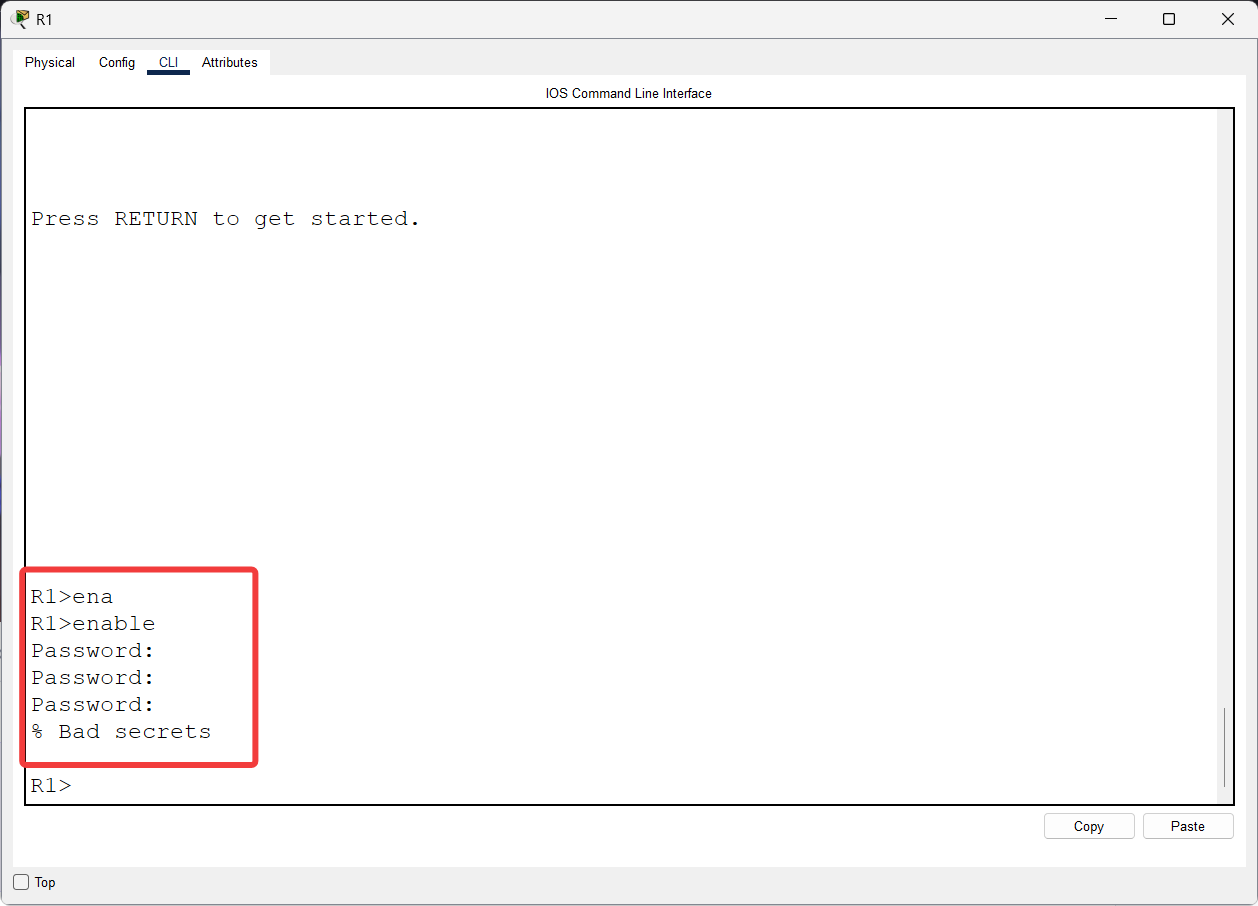 R1
Physical Config CLI Attributes
IOS Command Line Interface
Press RETURN to get started.
R1>ena
R1>enable
Password:
Password:
Password:
% Bad secrets
R1>
Copy Paste
Top